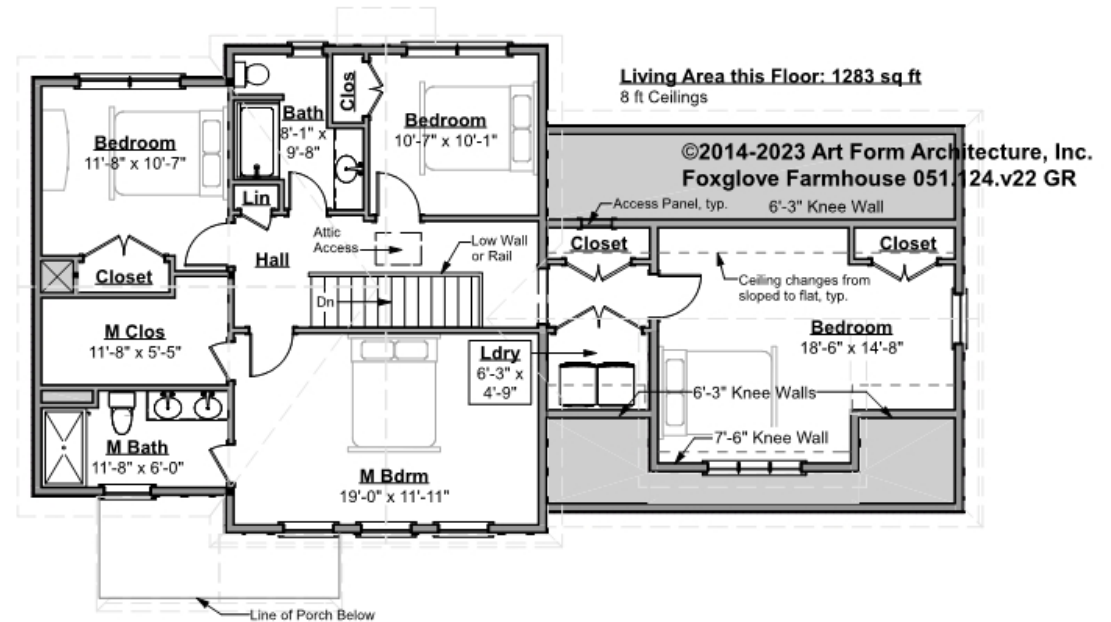 Living Area this Floor: 1283 sq ft
8 ft Ceilings
©2014-2023 Art Form Architecture, Inc.
Foxglove Farmhouse 051.124.v22 GR
Bedroom
11'-8" x 10'-7"
Bath
8'-1" x
9'-8"
Clos
Bedroom
10'-7" x 10'-1"
Lin
Access Panel, typ.
6'-3" Knee Wall
Attic
Access
Low Wall
or Rail
Hall
Closet
Closet
Closet
Ceiling changes from
sloped to flat, typ.
Dn
M Clos
11'-8" x 5'-5"
Ldry
6'-3" x
4'-9"
Bedroom
18'-6" x 14'-8"
6'-3" Knee Walls
M Bath
11'-8" x 6'-0"
M Bdrm
19'-0" x 11'-11"
7'-6" Knee Wall
Line of Porch Below